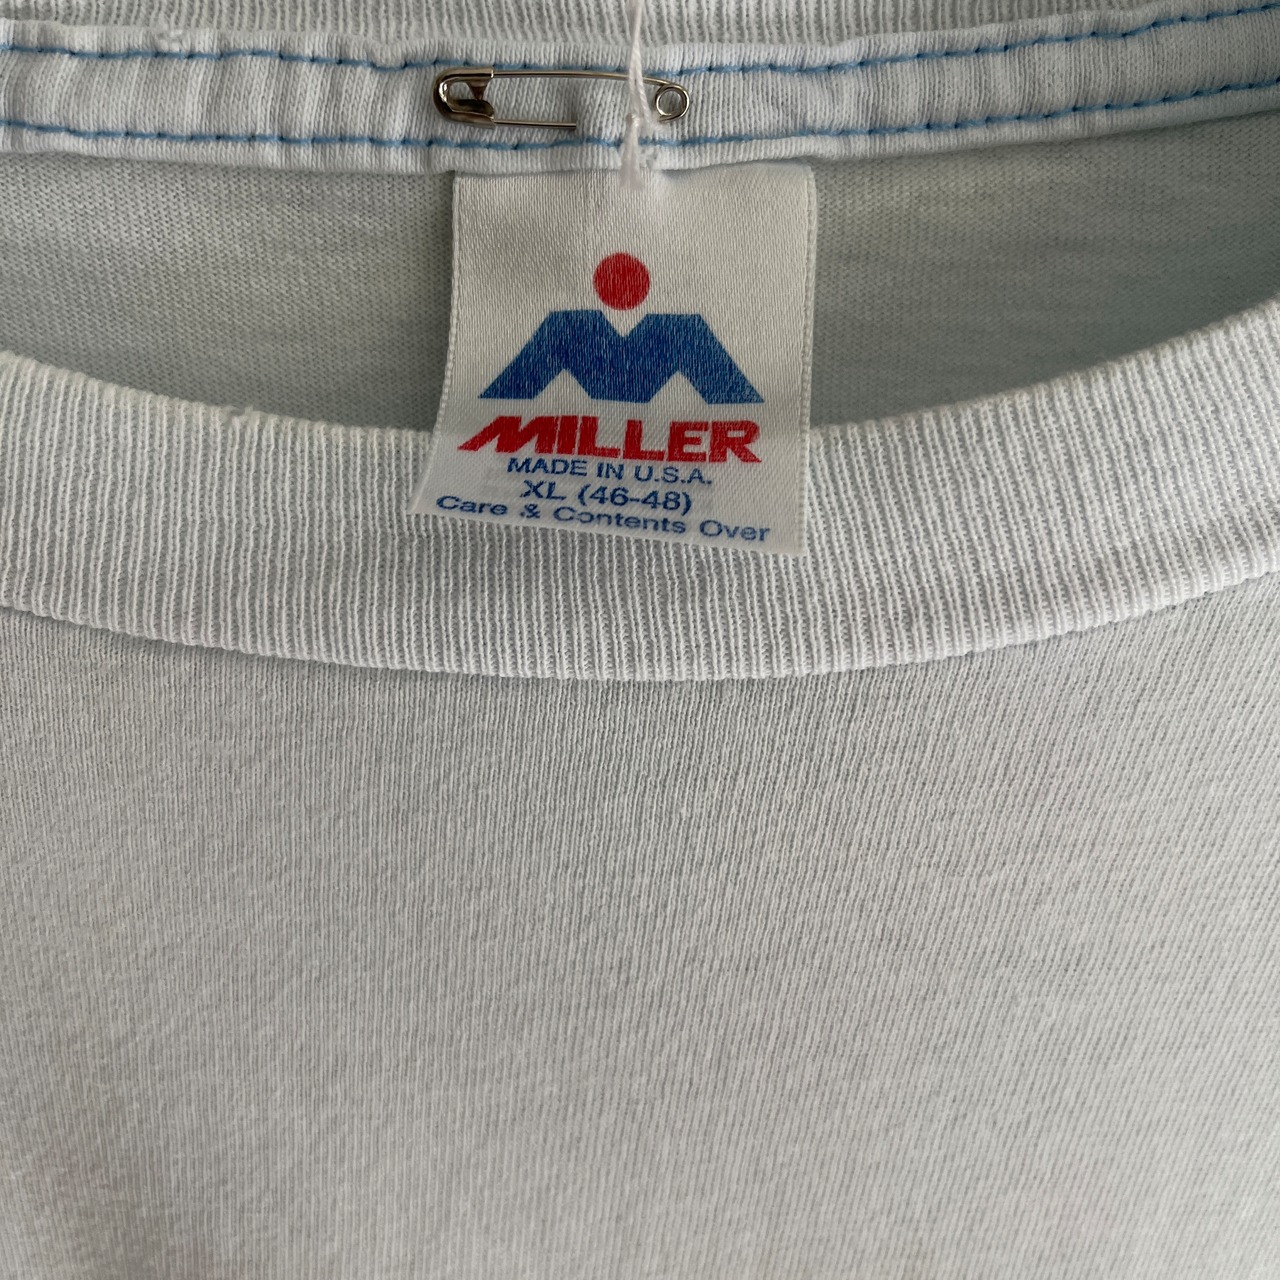 MILLER
MADE IN U.S.A.
XL (46-48)
Care & Contents Over